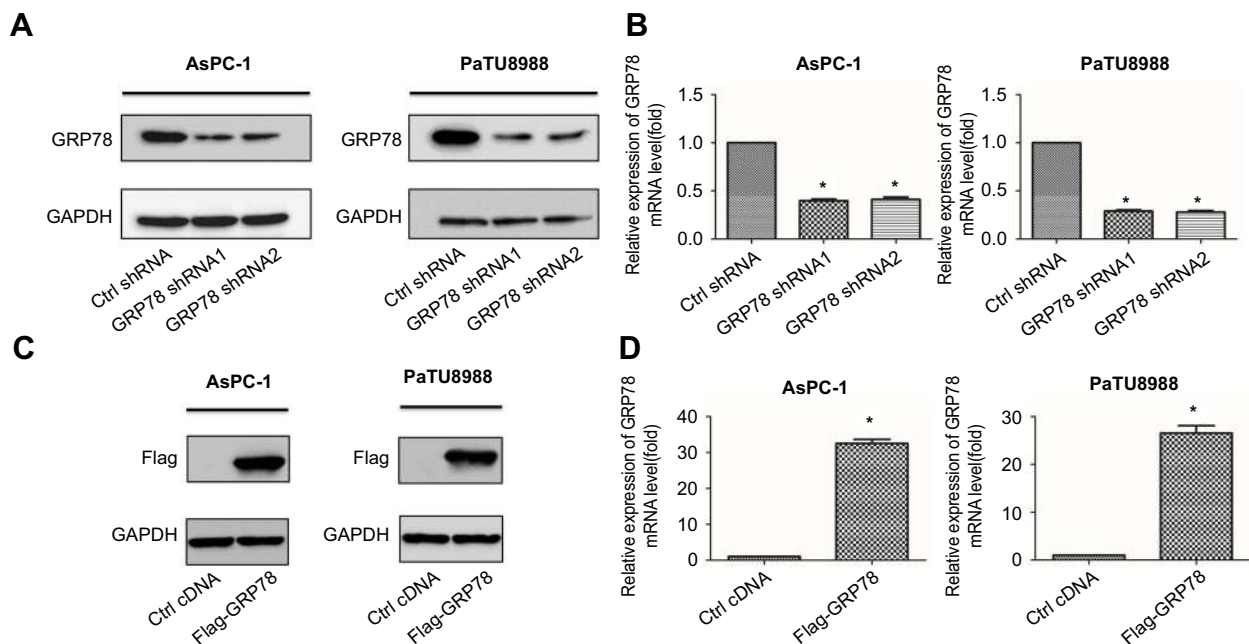 A
AsPC-1
PaTU8988
GRP78
GAPDH
Ctrl shRNA
GRP78 shRNA1
GRP78 shRNA2
GRP78
GAPDH
Ctrl shRNA
GRP78 shRNA1
GRP78 shRNA2
B
AsPC-1
Relative expression of GRP78
mRNA level(fold)
1.5
1.0
0.5
0.0
*
*
Ctrl shRNA
GRP78 shRNA1
GRP78 shRNA2
PaTU8988
Relative expression of GRP78
mRNA level(fold)
1.5
1.0
0.5
0.0
*
*
Ctrl shRNA
GRP78 shRNA1
GRP78 shRNA2
C
AsPC-1
Flag
GAPDH
Ctrl cDNA
Flag-GRP78
PaTU8988
Flag
GAPDH
Ctrl cDNA
Flag-GRP78
D
AsPC-1
Relative expression of GRP78
mRNA level(fold)
40
30
20
10
0
*
Ctrl cDNA
Flag-GRP78
PaTU8988
Relative expression of GRP78
mRNA level(fold)
30
20
10
0
*
Ctrl cDNA
Flag-GRP78